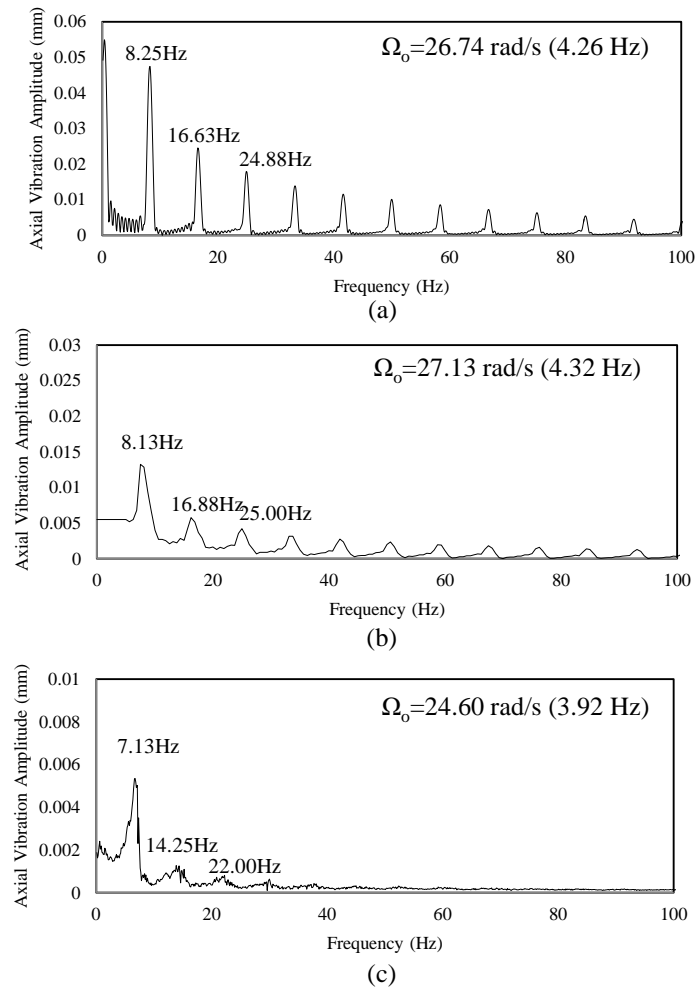 Ωo=26.74 rad/s (4.26 Hz)
8.25Hz
16.63Hz
24.88Hz
Axial Vibration Amplitude (mm)
0.06
0.05
0.04
0.03
0.02
0.01
0
0 20 40 60 80 100
Frequency (Hz)
(a)
Ωo=27.13 rad/s (4.32 Hz)
8.13Hz
16.88Hz
25.00Hz
Axial Vibration Amplitude (mm)
0.03
0.025
0.02
0.015
0.01
0.005
0
0 20 40 60 80 100
Frequency (Hz)
(b)
Ωo=24.60 rad/s (3.92 Hz)
7.13Hz
14.25Hz
22.00Hz
Axial Vibration Amplitude (mm)
0.01
0.008
0.006
0.004
0.002
0
0 20 40 60 80 100
Frequency (Hz)
(c)